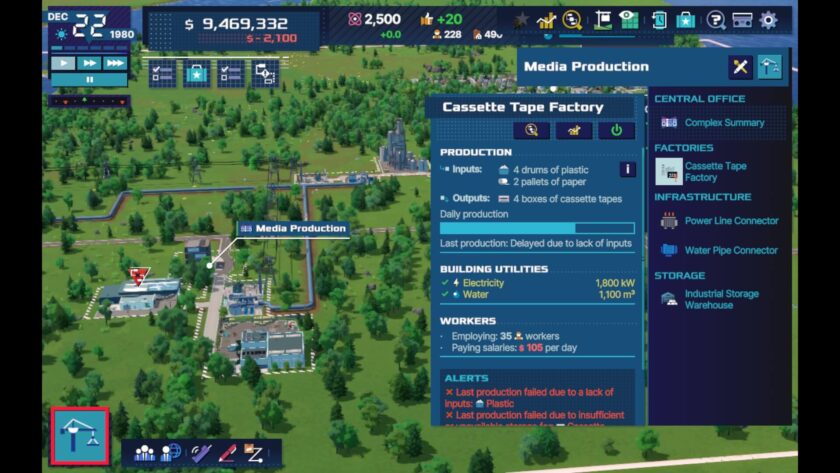 DEC
22
1980
$ 9,469,332
$ - 2,100
2,500
+0.0
+20
228
Media Production
Cassette Tape Factory
PRODUCTION
Inputs: 4 drums of plastic
2 pallets of paper
i
Outputs: 4 boxes of cassette tapes
Daily production
Last production: Delayed due to lack of inputs
BUILDING UTILITIES
Electricity 1,800 kW
Water 1,100 m³
WORKERS
· Employing: 35 workers
· Paying salaries: $ 105 per day
ALERTS
Last production failed due to a lack of
inputs: Plastic
Last production failed due to insufficient
CENTRAL OFFICE
Complex Summary
FACTORIES
Cassette Tape
Factory
INFRASTRUCTURE
Power Line Connector
Water Pipe Connector
STORAGE
Industrial Storage
Warehouse
Media Production